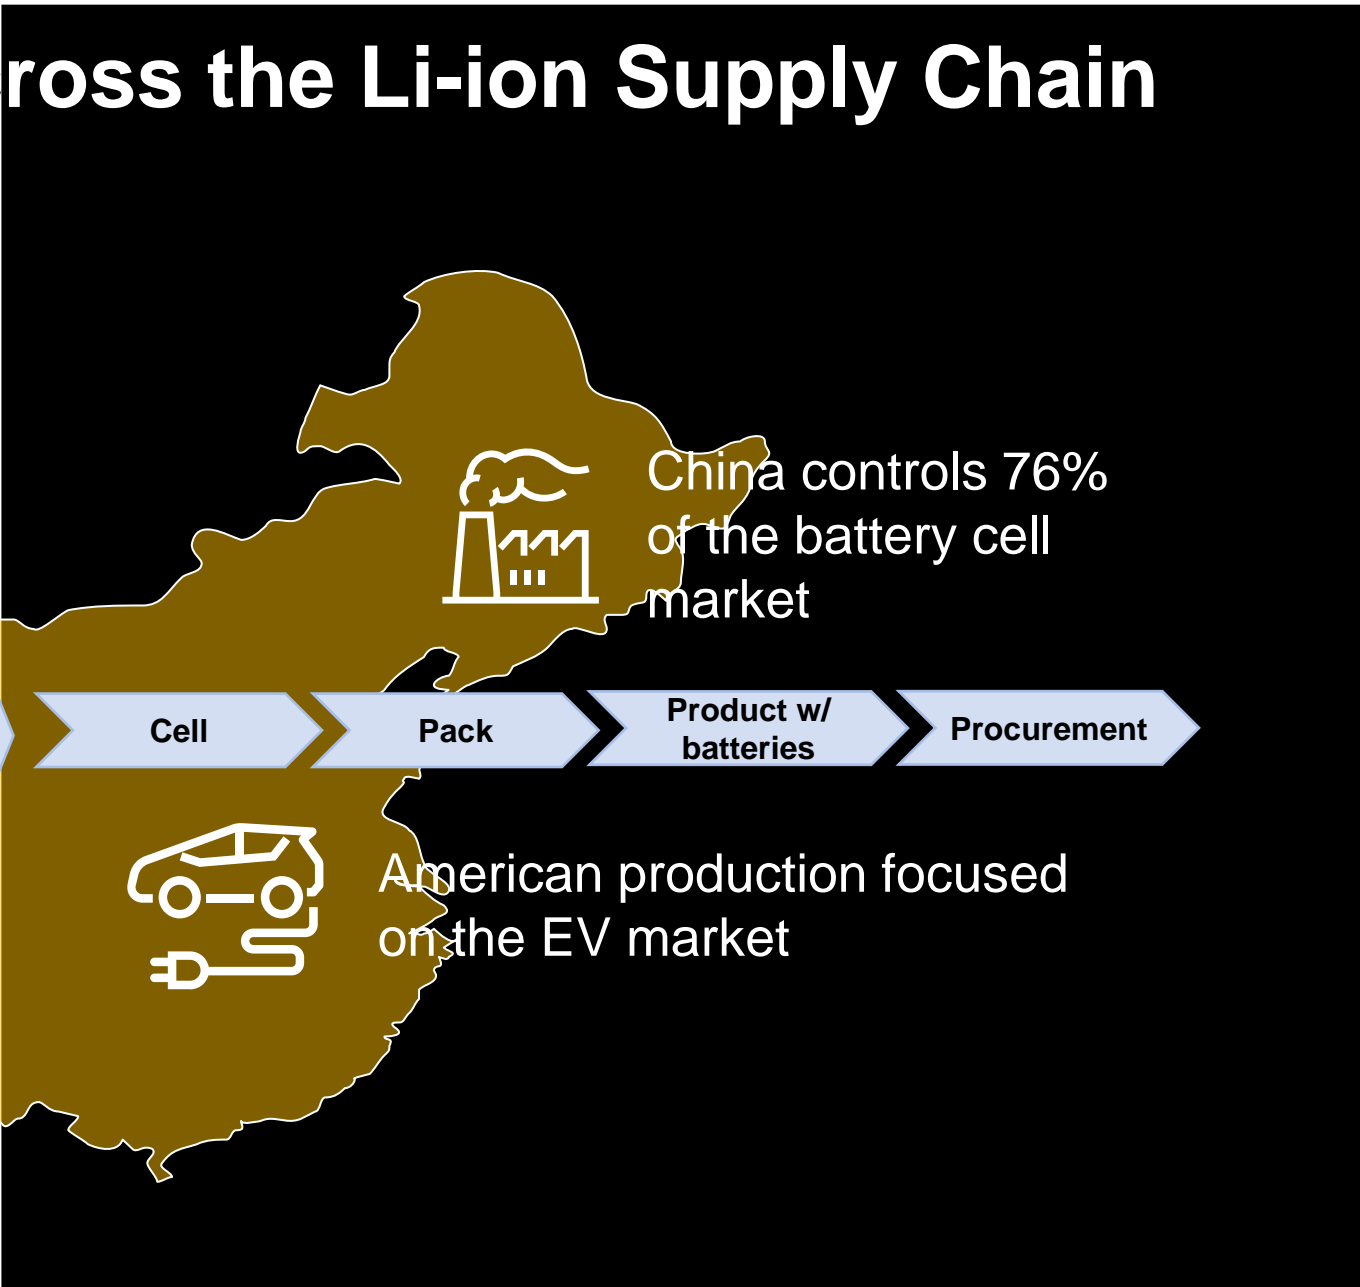 ross the Li-ion Supply Chain
China controls 76%
of the battery cell
market
Cell
Pack
Product w/
batteries
Procurement
American production focused
on the EV market